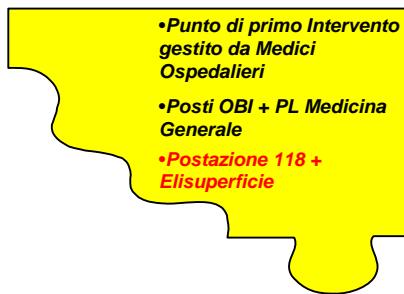 •Punto di primo Intervento
gestito da Medici
Ospedalieri
•Posti OBI + PL Medicina
Generale
•Postazione 118 +
Elisuperficie